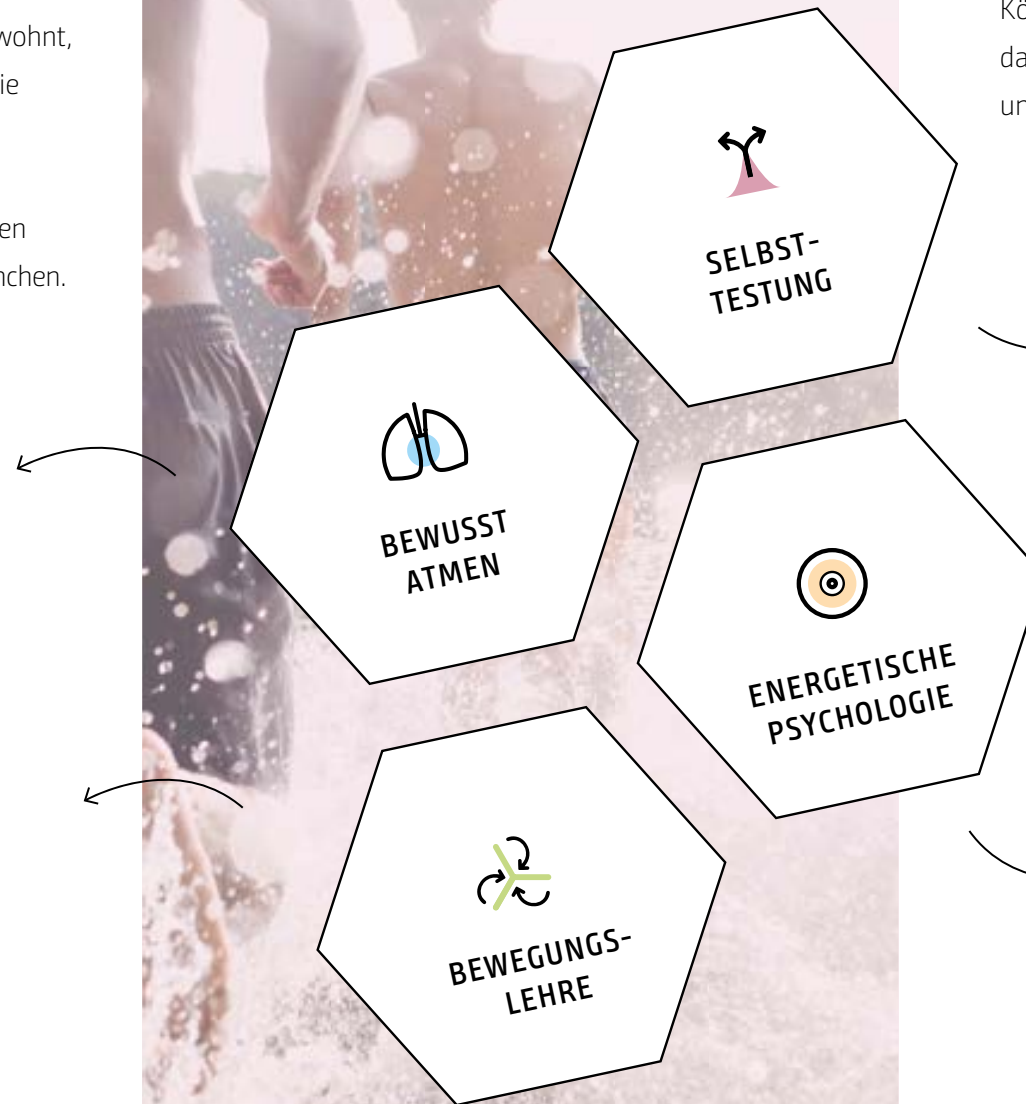 wohnt,
ie
en
nchen.
Kö
da
un
SELBST-
TESTUNG
BEWUSST
ATMEN
ENERGETISCHE
PSYCHOLOGIE
BEWEGUNGS-
LEHRE